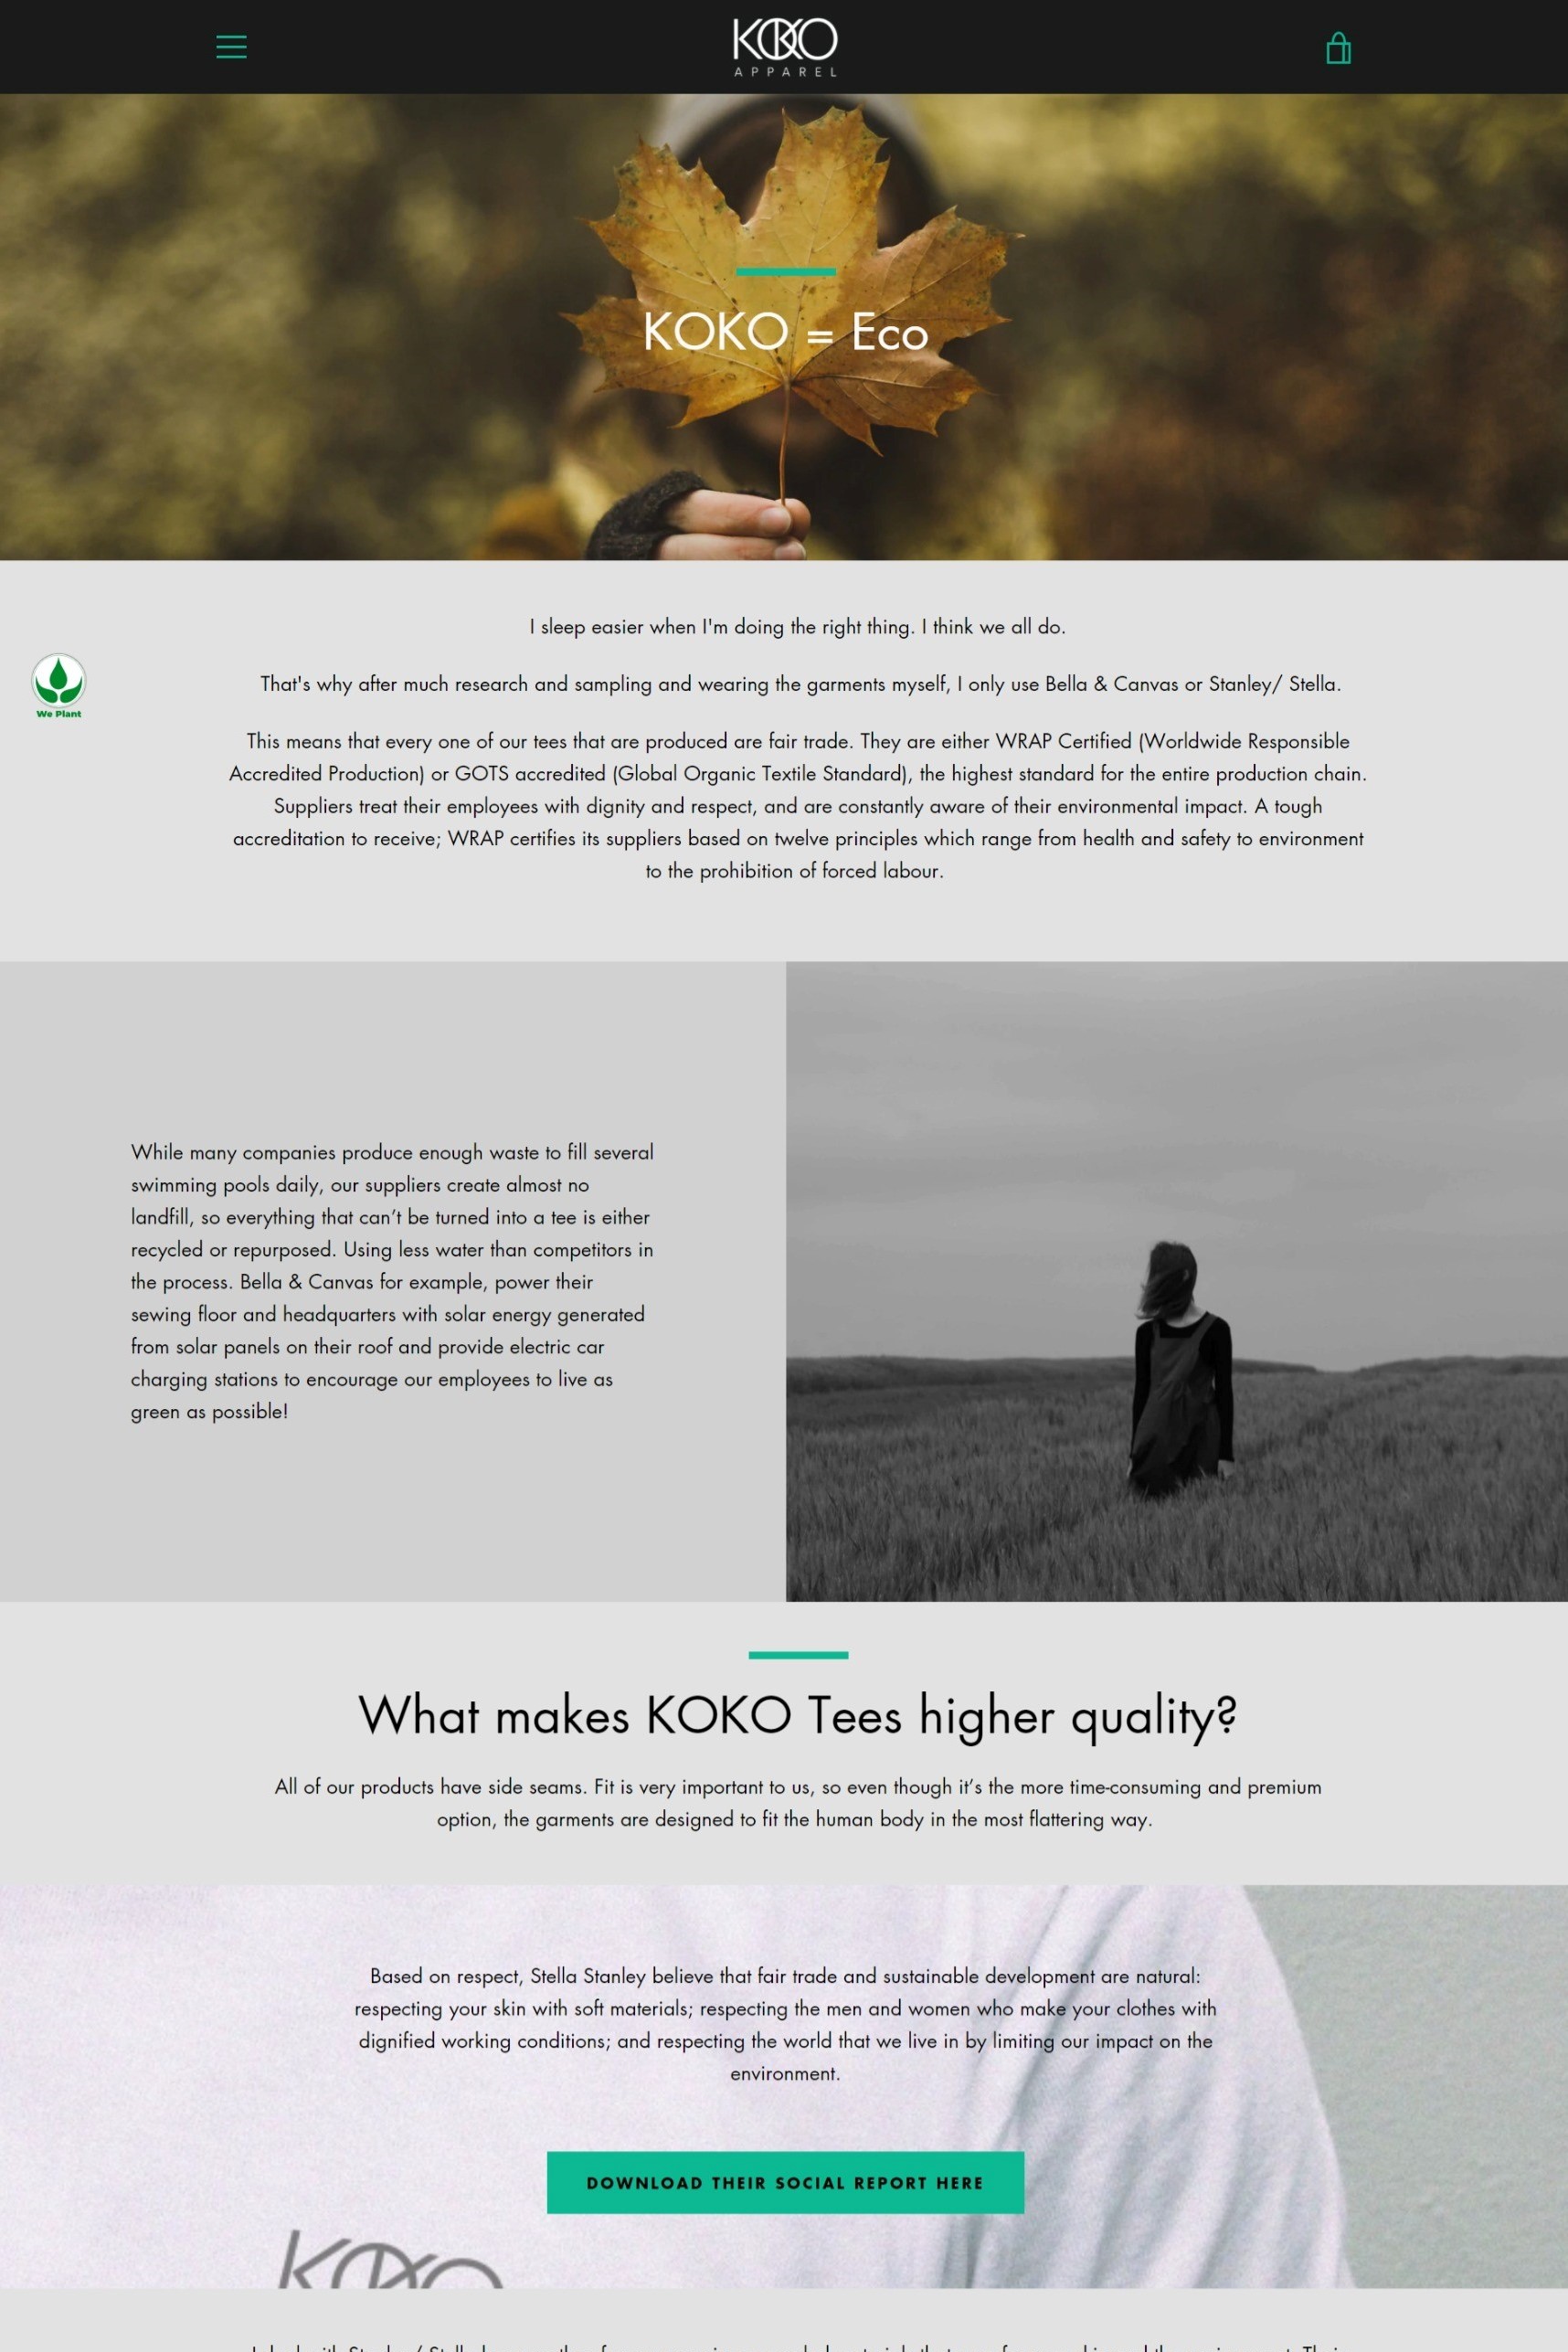 KOKO
APPAREL
KOKO = Eco
I sleep easier when I'm doing the right thing. I think we all do.
We Plant
That's why after much research and sampling and wearing the garments myself, I only use Bella & Canvas or Stanley/ Stella.
This means that every one of our tees that are produced are fair trade. They are either WRAP Certified (Worldwide Responsible
Accredited Production) or GOTS accredited (Global Organic Textile Standard), the highest standard for the entire production chain.
Suppliers treat their employees with dignity and respect, and are constantly aware of their environmental impact. A tough
accreditation to receive; WRAP certifies its suppliers based on twelve principles which range from health and safety to environment
to the prohibition of forced labour.
While many companies produce enough waste to fill several
swimming pools daily, our suppliers create almost no
landfill, so everything that can’t be turned into a tee is either
recycled or repurposed. Using less water than competitors in
the process. Bella & Canvas for example, power their
sewing floor and headquarters with solar energy generated
from solar panels on their roof and provide electric car
charging stations to encourage our employees to live as
green as possible!
What makes KOKO Tees higher quality?
All of our products have side seams. Fit is very important to us, so even though it’s the more time-consuming and premium
option, the garments are designed to fit the human body in the most flattering way.
Based on respect, Stella Stanley believe that fair trade and sustainable development are natural:
respecting your skin with soft materials; respecting the men and women who make your clothes with
dignified working conditions; and respecting the world that we live in by limiting our impact on the
environment.
DOWNLOAD THEIR SOCIAL REPORT HERE
KOKO